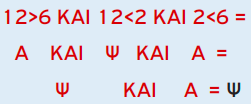 12>6 ΚΑΙ 12<2 ΚΑΙ 2<6 =
Α ΚΑΙ Ψ ΚΑΙ Α =
Ψ ΚΑΙ Α = Ψ